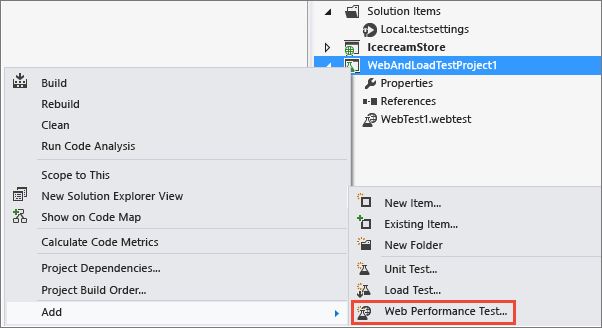 Solution Items
Local.testsettings
IcecreamStore
WebAndLoadTestProject1
Properties
References
WebTest1.webtest
Build
Rebuild
Clean
Run Code Analysis
Scope to This
New Solution Explorer View
Show on Code Map
Calculate Code Metrics
Project Dependencies...
Project Build Order...
Add
New Item...
Existing Item...
New Folder
Unit Test...
Load Test...
Web Performance Test...